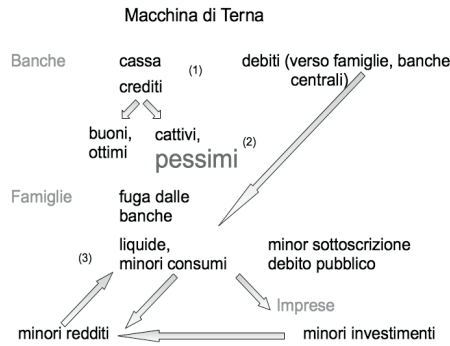 Macchina di Terna
Banche cassa (1) debiti (verso famiglie, banche
crediti centrali)
buoni, cattivi, (2)
ottimi pessimi
Famiglie fuga dalle
banche
liquide, minor sottoscrizione
(3) minori consumi debito pubblico
Imprese
minori redditi minori investimenti